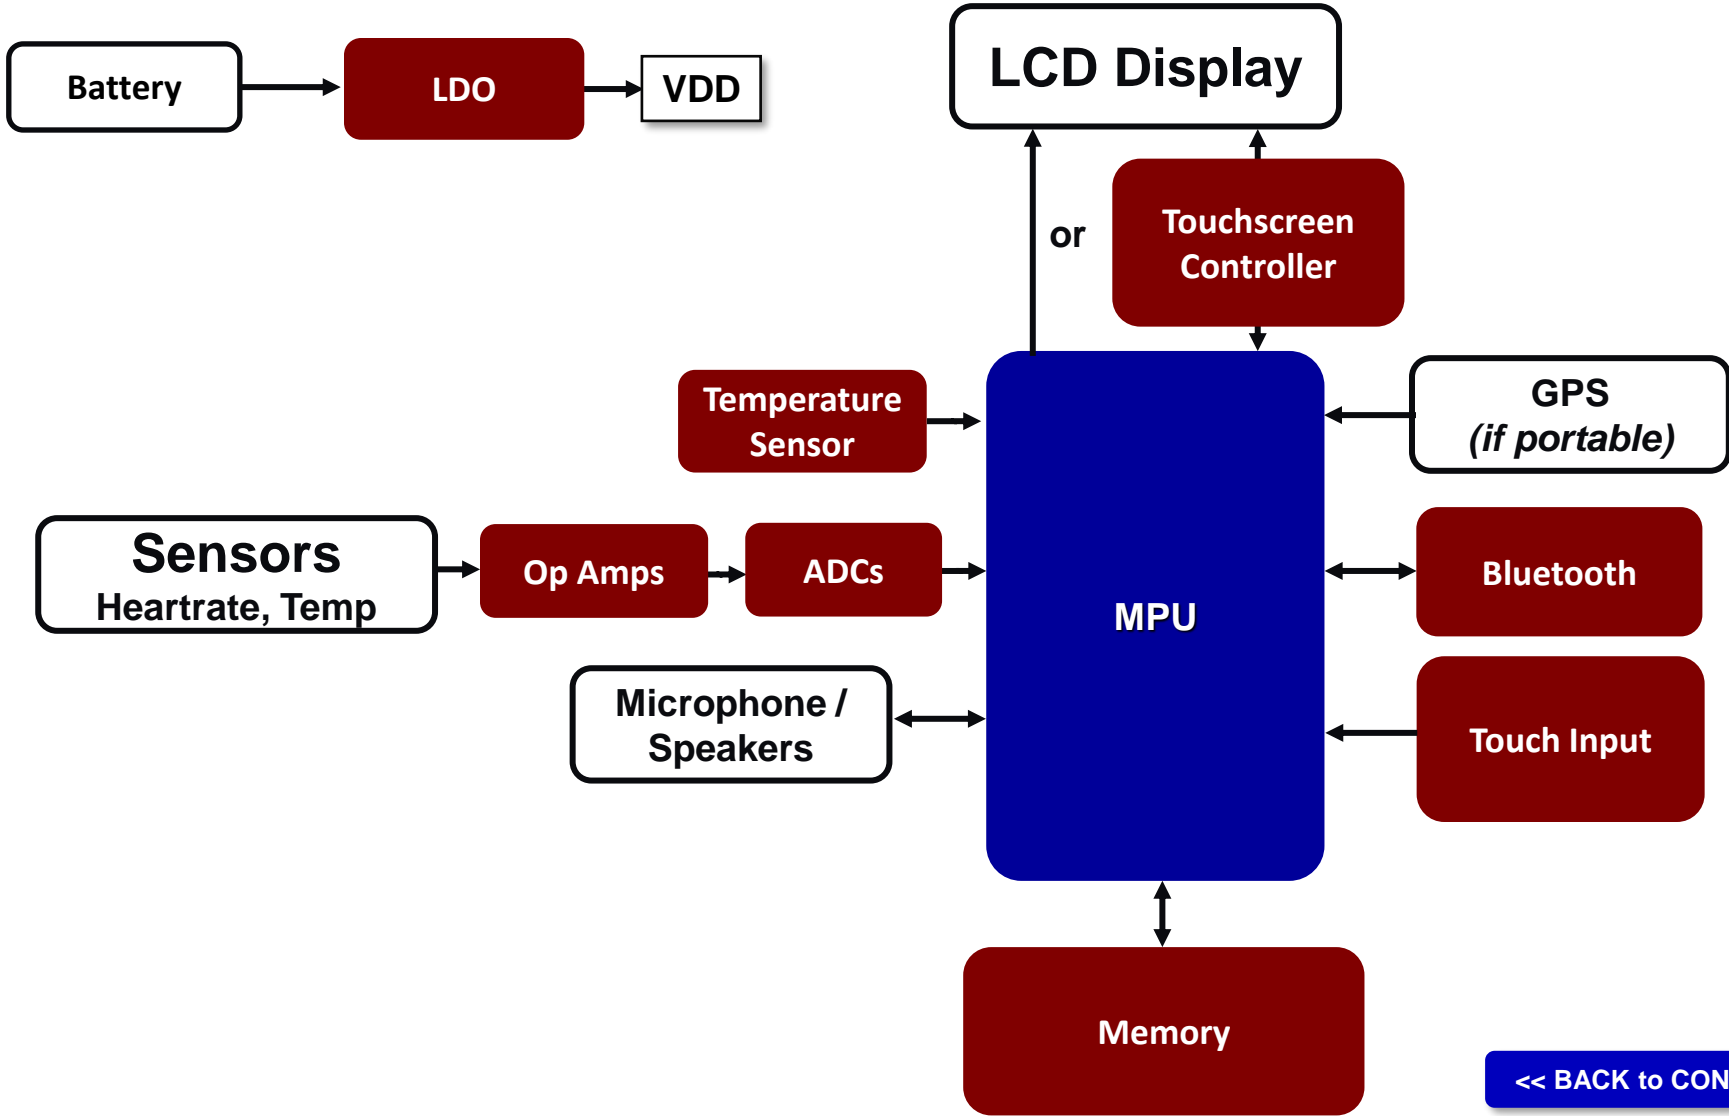 Battery
LDO
VDD
LCD Display
or
Touchscreen
Controller
Temperature
Sensor
GPS
(if portable)
Sensors
Heartrate, Temp
Op Amps
ADCs
MPU
Bluetooth
Microphone /
Speakers
Touch Input
Memory
<< BACK to CON